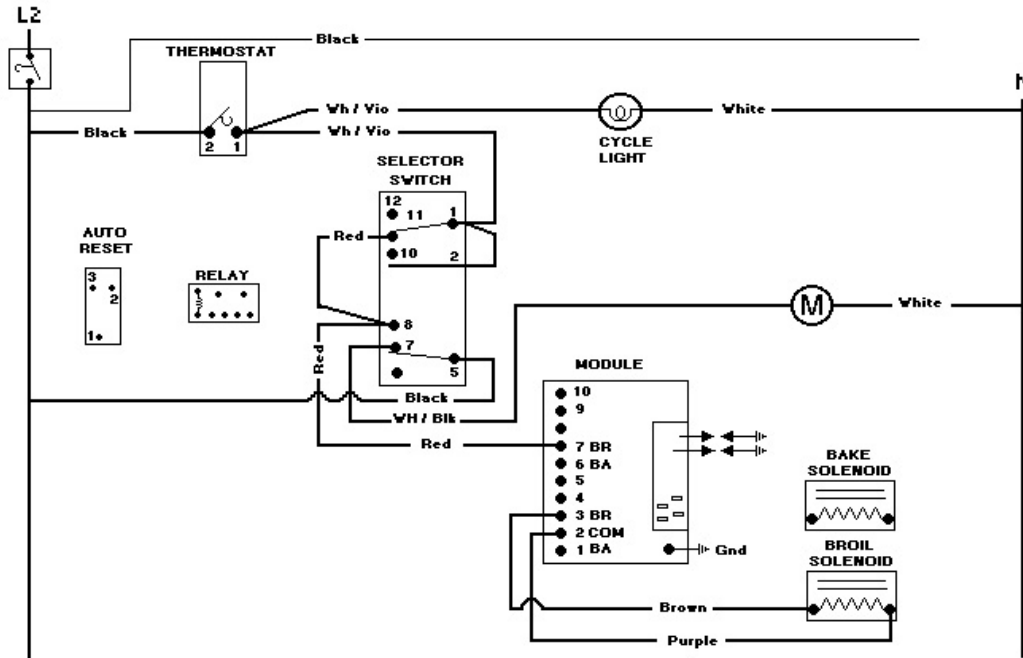 L2
Black
THERMOSTAT
Wh / Vio
White
Black
Wh / Vio
2 1
CYCLE
LIGHT
SELECTOR
SWITCH
12
11 1
Red
10 2
AUTO
RESET
3
2
1
RELAY
8
7
5
Red
M
White
Black
WH / Blk
Red
MODULE
10
9
7 BR
6 BA
5
4
3 BR
2 COM
1 BA
Gnd
BAKE
SOLENOID
BROIL
SOLENOID
Brown
Purple